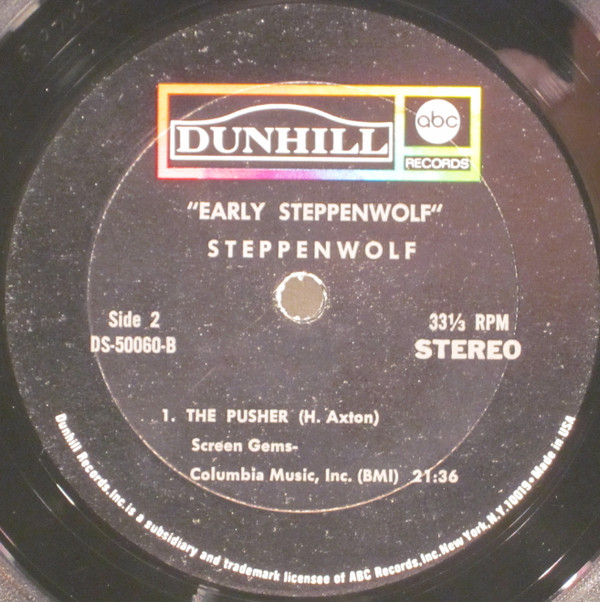 DUNHILL
abc
RECORDS
"EARLY STEPPENWOLF"
STEPPENWOLF
Side 2
DS-50060-B
33⅓ RPM
STEREO
1. THE PUSHER (H. Axton)
Screen Gems-
Columbia Music, Inc. (BMI) 21:36
Dunhill Records, Inc. is a subsidiary and trademark licensee of ABC Records, Inc. New York, N.Y. 10019 • Made in USA